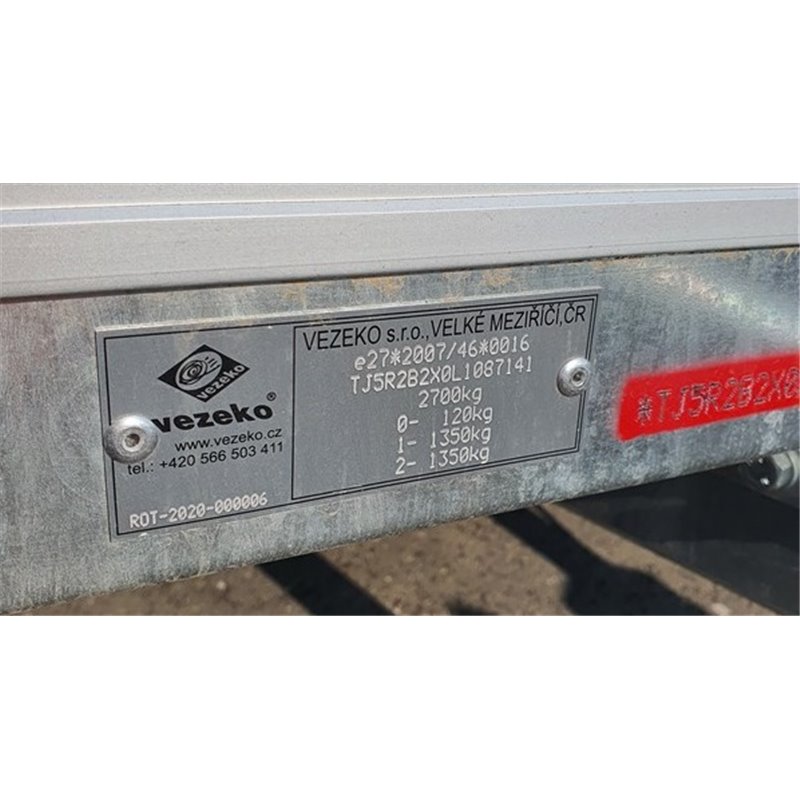 vezeko
vezeko®
www.vezeko.cz
tel.: +420 566 503 411
ROT-2020-000006
VEZEKO s.r.o., VELKÉ MEZIŘÍČÍ, ČR
e27*2007/46*0016
TJ5R2B2X0L1087141
2700kg
0- 120kg
1- 1350kg
2- 1350kg
*TJ5R2B2X0